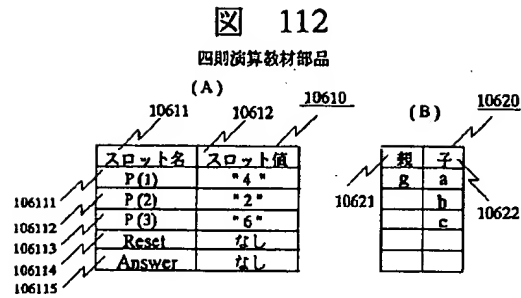 図 112
四則演算教材部品
(A)
10611 10612 10610
スロット名 スロット値
P(1) "4"
P(2) "2"
P(3) "6"
Reset なし
Answer なし
106111
106112
106113
106114
106115
(B)
10620
親 子
g a
b
c
10621 10622